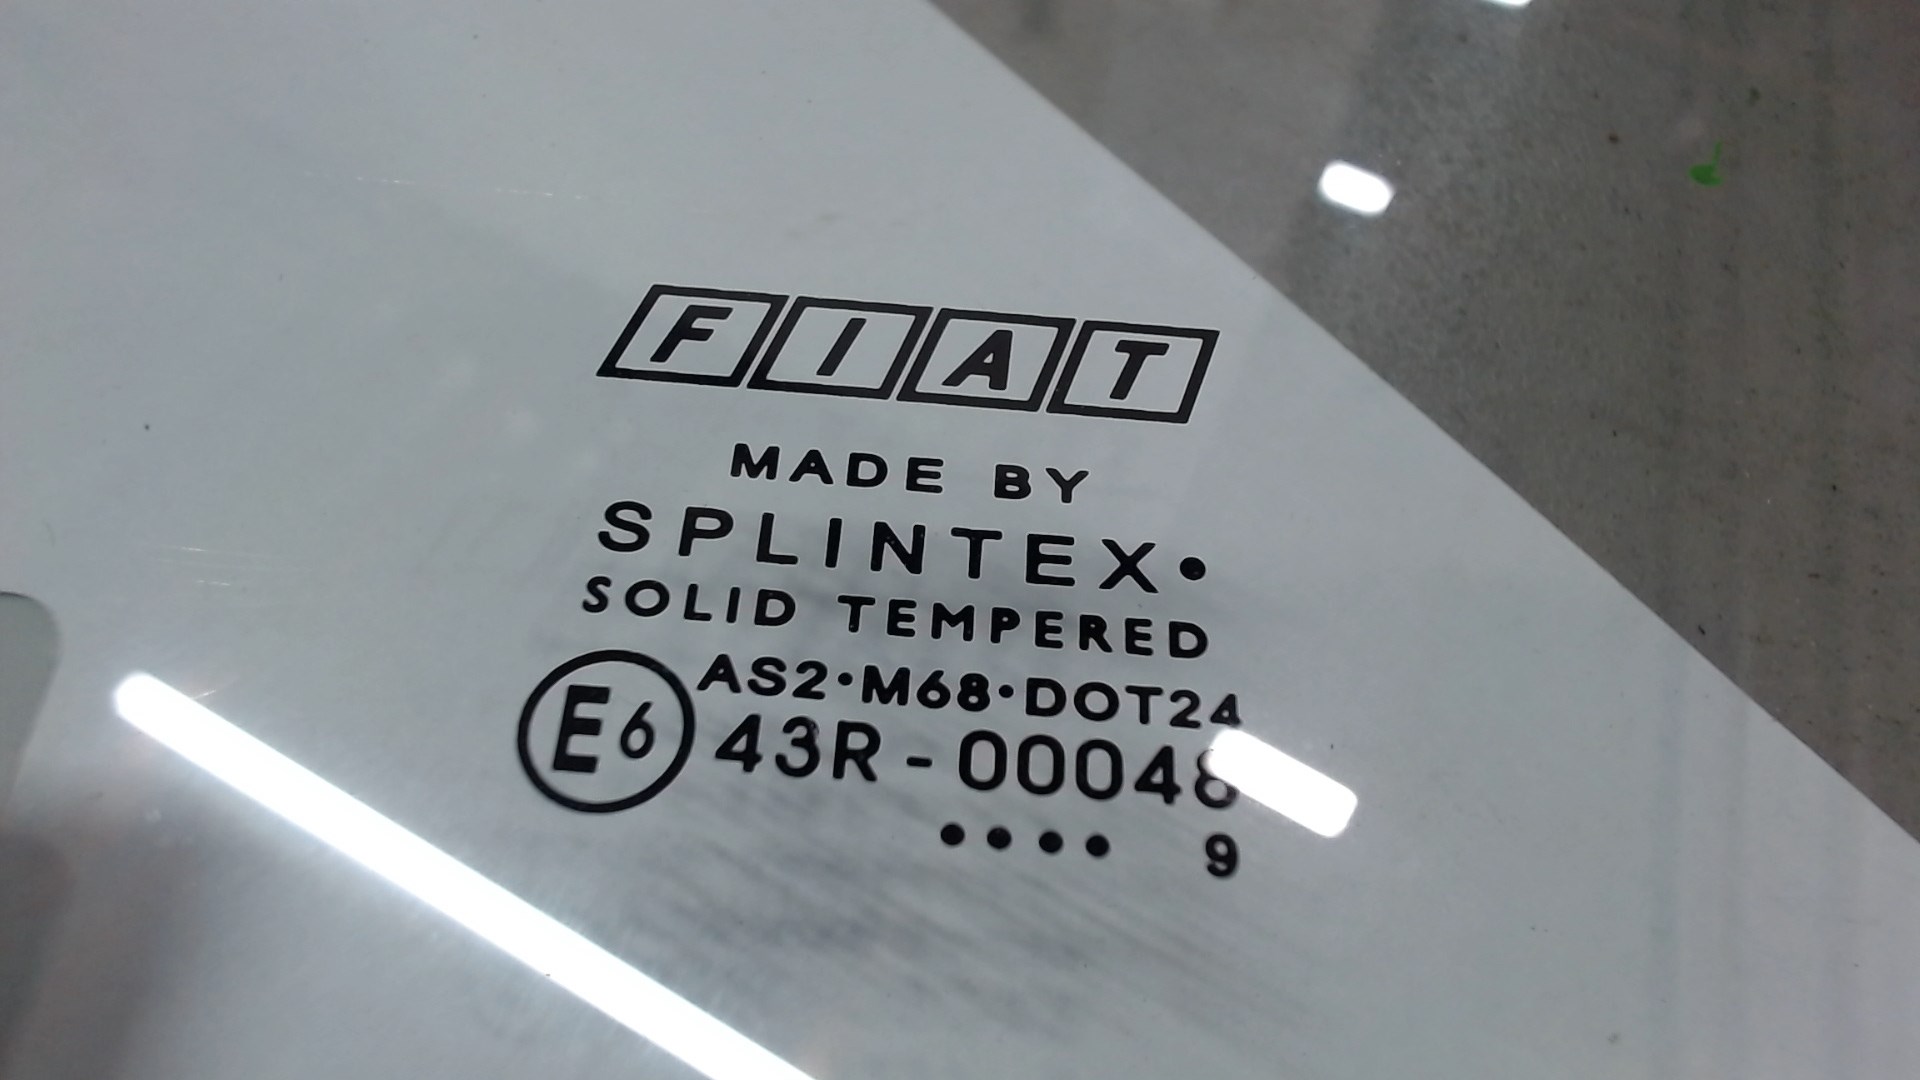 FIAT
MADE BY
SPLINTEX•
SOLID TEMPERED
AS2•M68•DOT24
E6 43R-00048
•••• 9